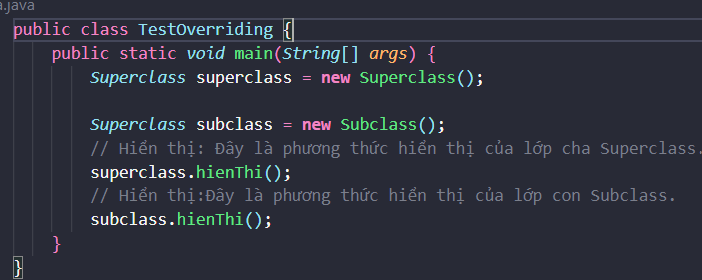 a.java
public class TestOverriding {
    public static void main(String[] args) {
        Superclass superclass = new Superclass();

        Superclass subclass = new Subclass();
        // Hiển thị: Đây là phương thức hiển thị của lớp cha Superclass.
        superclass.hienThi();
        // Hiển thị:Đây là phương thức hiển thị của lớp con Subclass.
        subclass.hienThi();
    }
}